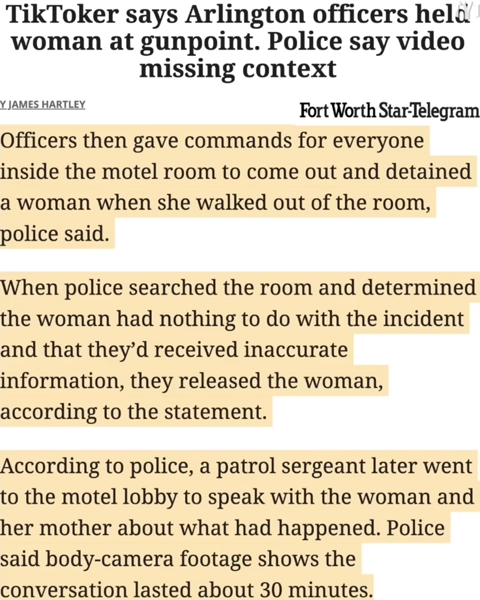 TikToker says Arlington officers held
woman at gunpoint. Police say video
missing context
Y JAMES HARTLEY
Fort Worth Star-Telegram
Officers then gave commands for everyone
inside the motel room to come out and detained
a woman when she walked out of the room,
police said.
When police searched the room and determined
the woman had nothing to do with the incident
and that they’d received inaccurate
information, they released the woman,
according to the statement.
According to police, a patrol sergeant later went
to the motel lobby to speak with the woman and
her mother about what had happened. Police
said body-camera footage shows the
conversation lasted about 30 minutes.